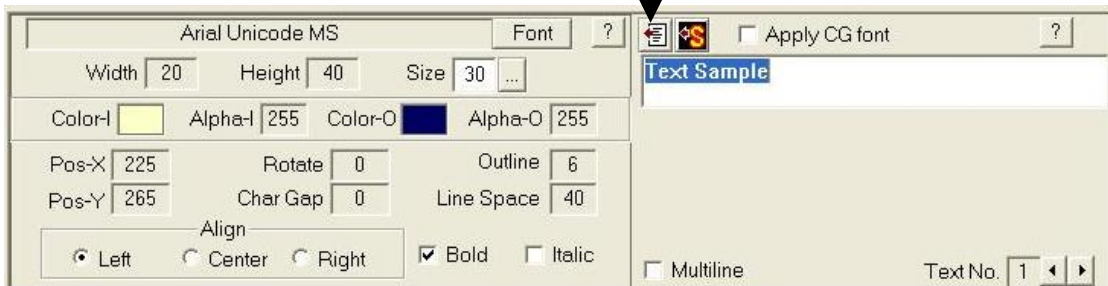 Arial Unicode MS Font ?
Width 20 Height 40 Size 30 ...
Color-I Alpha-I 255 Color-O Alpha-O 255
Pos-X 225 Rotate 0 Outline 6
Pos-Y 265 Char Gap 0 Line Space 40
Align
Left Center Right Bold Italic
S Apply CG font ?
Text Sample
Multiline Text No. 1